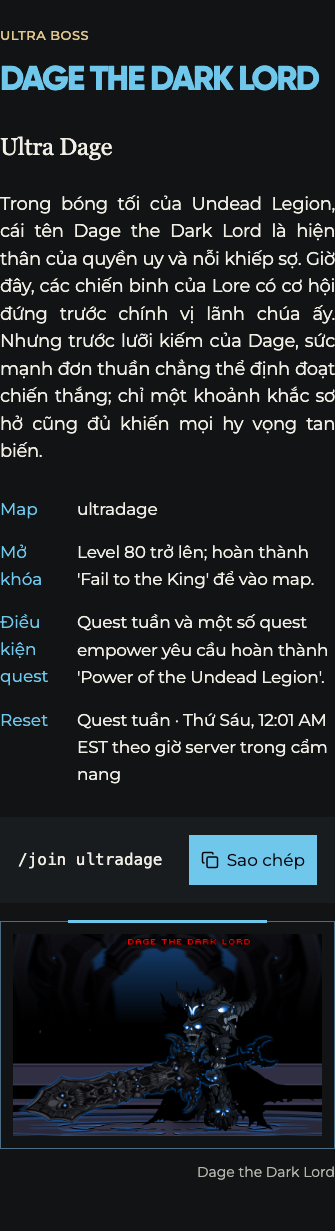 ULTRA BOSS
DAGE THE DARK LORD
Ultra Dage
Trong bóng tối của Undead Legion,
cái tên Dage the Dark Lord là hiện
thân của quyền uy và nỗi khiếp sợ. Giờ
đây, các chiến binh của Lore có cơ hội
đứng trước chính vị lãnh chúa ấy.
Nhưng trước lưỡi kiếm của Dage, sức
mạnh đơn thuần chẳng thể định đoạt
chiến thắng; chỉ một khoảnh khắc sơ
hở cũng đủ khiến mọi hy vọng tan
biến.
Map ultradage
Mở Level 80 trở lên; hoàn thành
khóa 'Fail to the King' để vào map.
Điều Quest tuần và một số quest
kiện empower yêu cầu hoàn thành
quest 'Power of the Undead Legion'.
Reset Quest tuần · Thứ Sáu, 12:01 AM
EST theo giờ server trong cẩm
nang
/join ultradage Sao chép
DAGE THE DARK LORD
Dage the Dark Lord